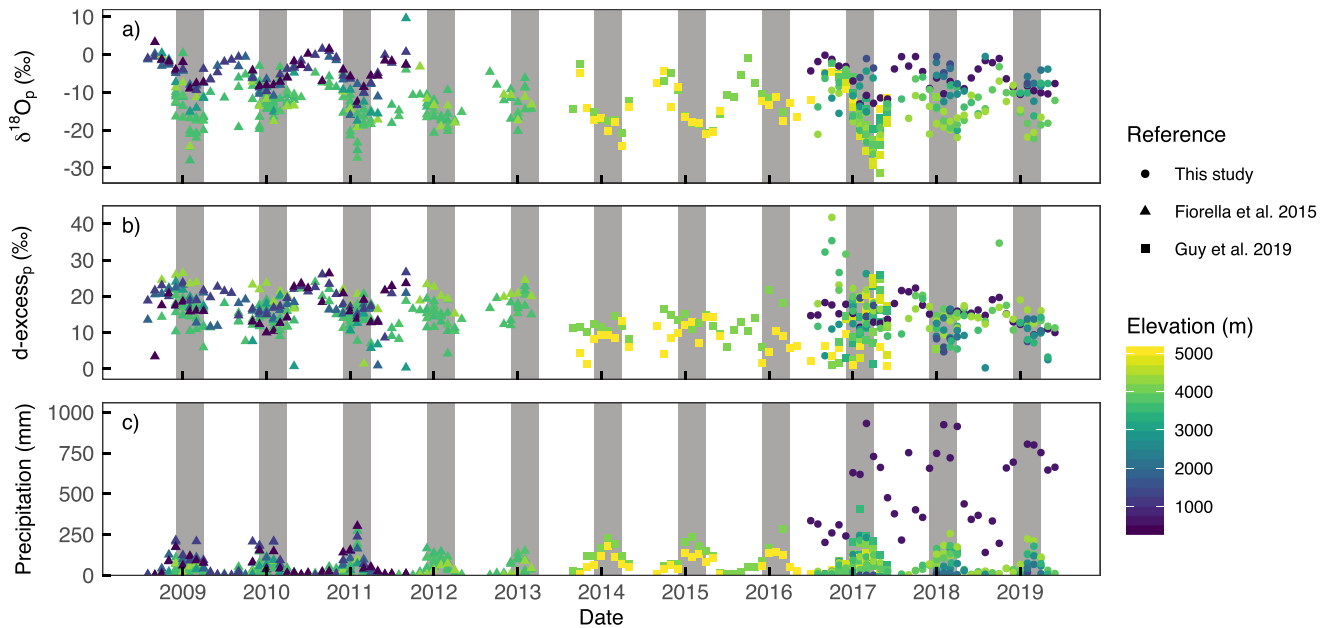 a)
10
0
-10
-20
-30
δ¹⁸Oₚ (‰)
b)
40
30
20
10
0
d-excessₚ (‰)
c)
1000
750
500
250
0
Precipitation (mm)
2009 2010 2011 2012 2013 2014 2015 2016 2017 2018 2019
Date
Reference
This study
Fiorella et al. 2015
Guy et al. 2019
Elevation (m)
5000
4000
3000
2000
1000